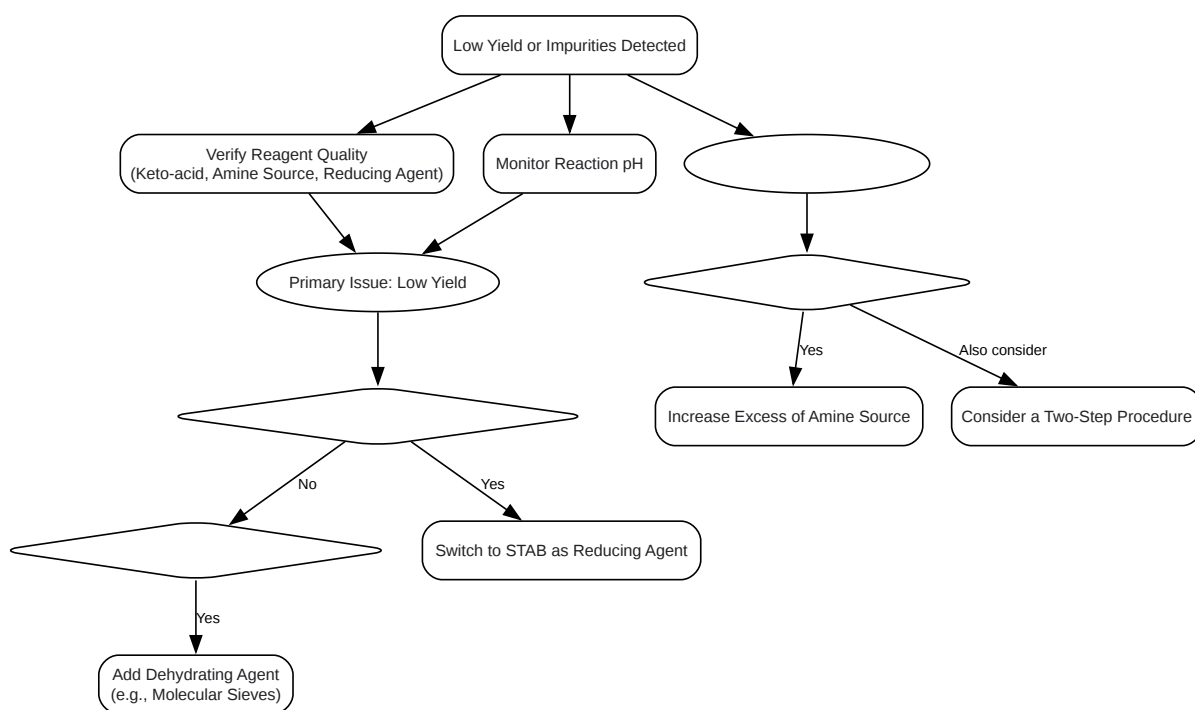 Low Yield or Impurities Detected
Verify Reagent Quality
(Keto-acid, Amine Source, Reducing Agent)
Monitor Reaction pH
Primary Issue: Low Yield
Yes
Also consider
Increase Excess of Amine Source
Consider a Two-Step Procedure
No
Yes
Switch to STAB as Reducing Agent
Yes
Add Dehydrating Agent
(e.g., Molecular Sieves)